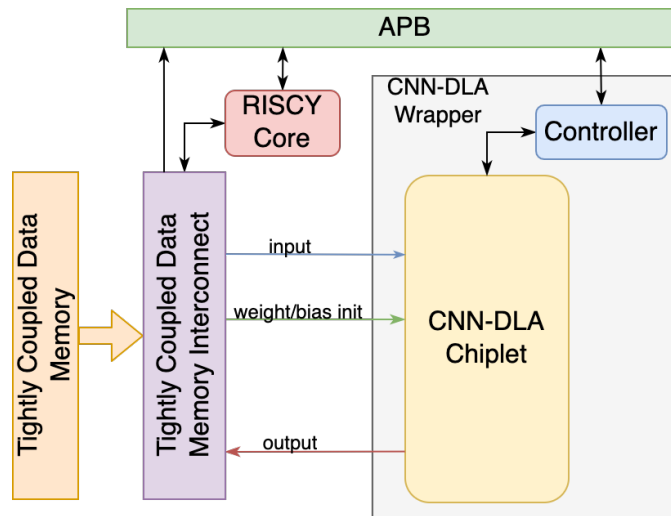 APB
CNN-DLA
Wrapper
RISCY
Core
Controller
Tightly Coupled Data
Memory
Tightly Coupled Data
Memory Interconnect
input
weight/bias init
output
CNN-DLA
Chiplet